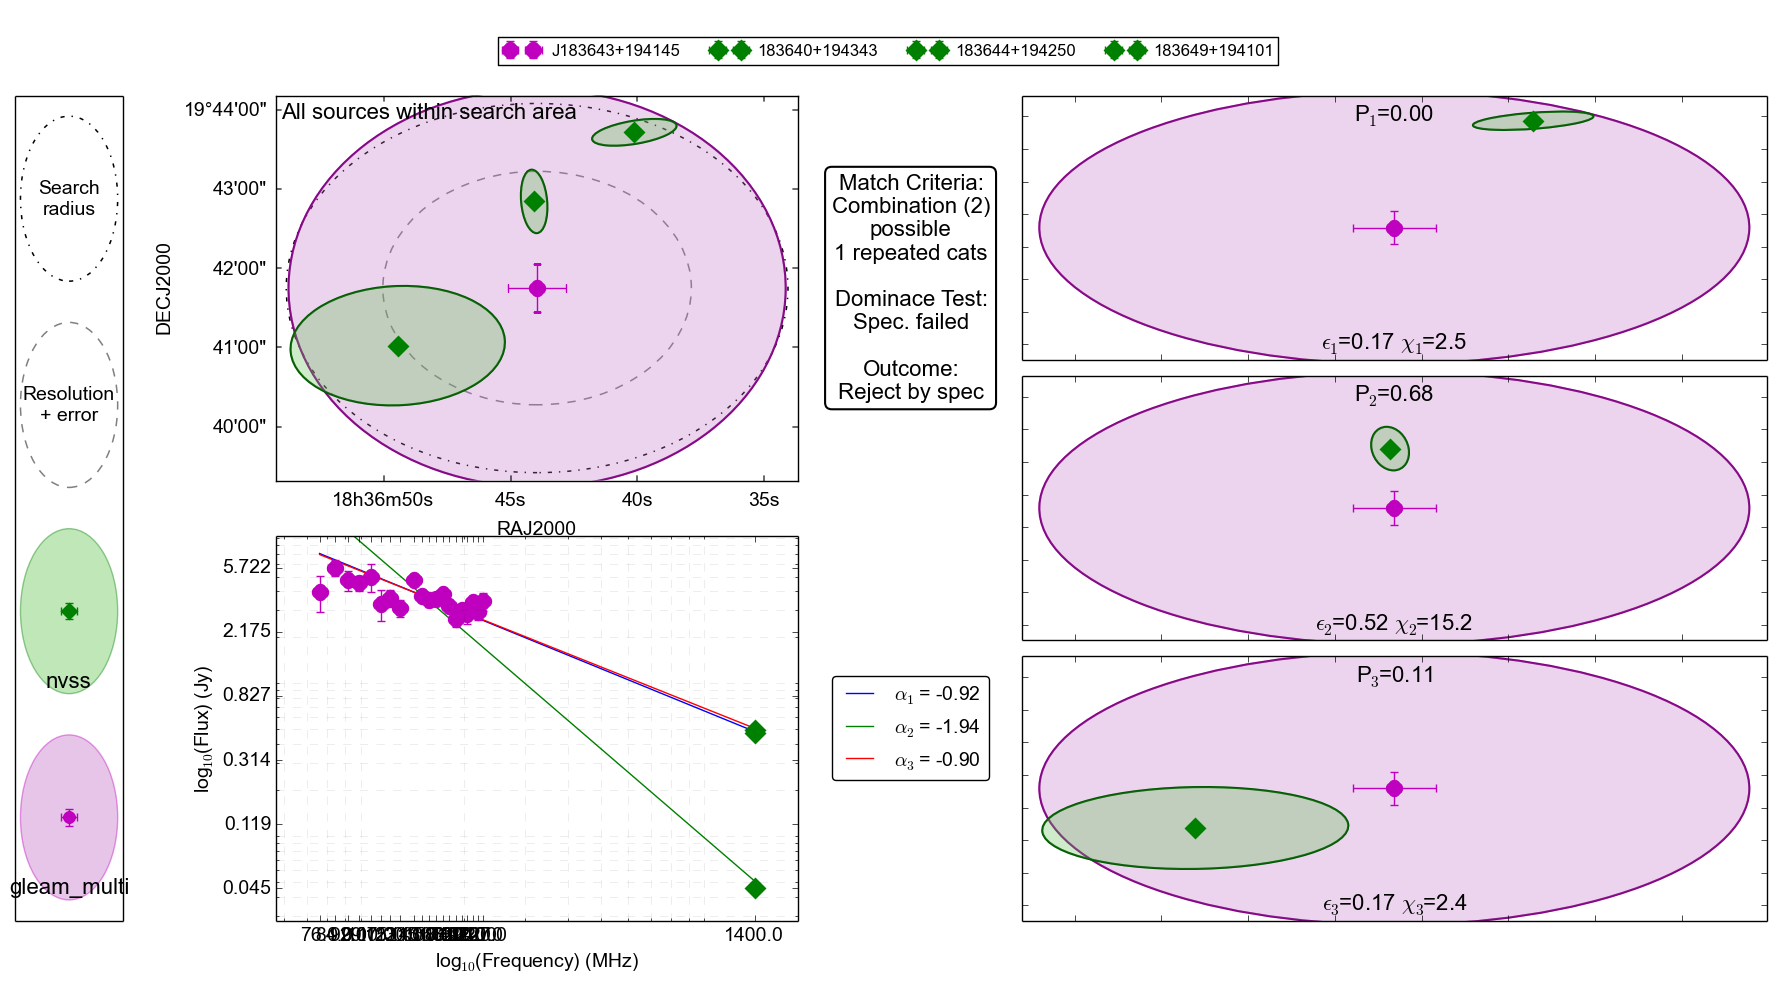 J183643+194145 183640+194343 183644+194250 183649+194101
Search
radius
Resolution
+ error
nvss
gleam_multi
All sources within search area
19°44'00"
43'00"
42'00"
41'00"
40'00"
DECJ2000
18h36m50s 45s 40s 35s
RAJ2000
Match Criteria:
Combination (2)
possible
1 repeated cats
Dominace Test:
Spec. failed
Outcome:
Reject by spec
P1=0.00
ϵ1=0.17 χ1=2.5
P2=0.68
ϵ2=0.52 χ2=15.2
P3=0.11
ϵ3=0.17 χ3=2.4
5.722
2.175
0.827
0.314
0.119
0.045
log10(Flux) (Jy)
1400.0
log10(Frequency) (MHz)
α1 = -0.92
α2 = -1.94
α3 = -0.90